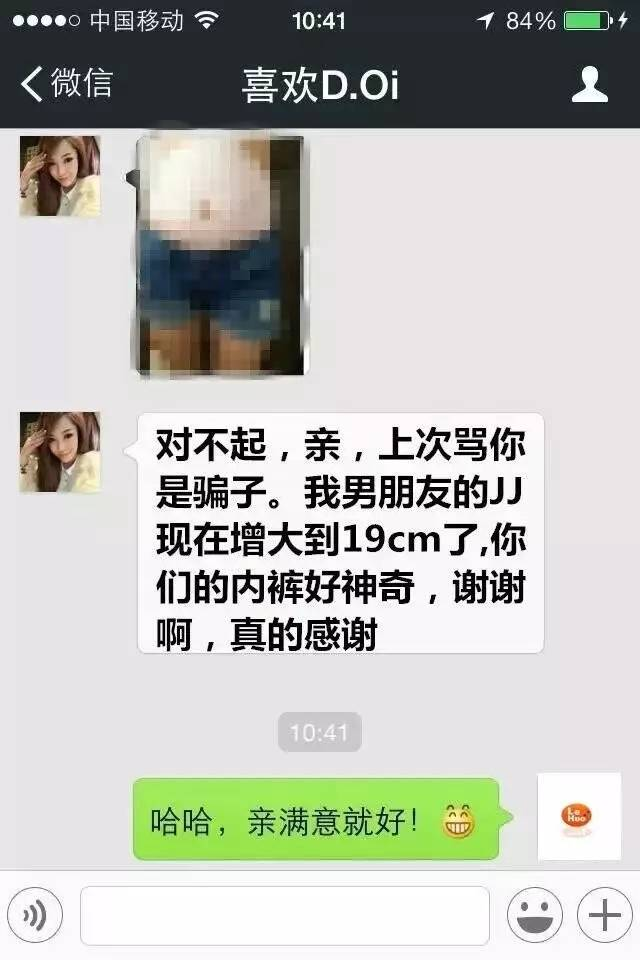 中国移动 10:41 84%
微信 喜欢D.Oi
对不起，亲，上次骂你
是骗子。我男朋友的JJ
现在增大到19cm了,你
们的内裤好神奇，谢谢
啊，真的感谢
10:41
哈哈，亲满意就好！
Le
Huo